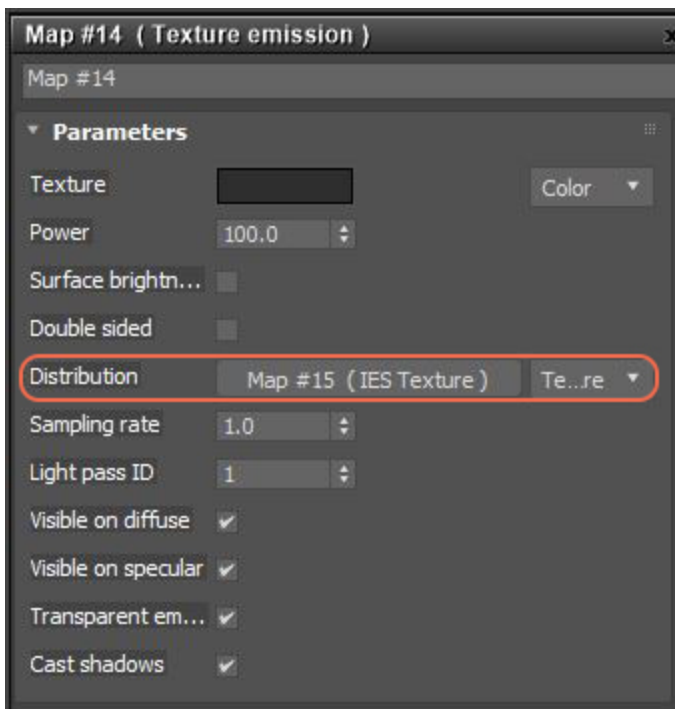 Map #14 ( Texture emission )
Map #14
Parameters
Texture Color
Power 100.0
Surface brightn...
Double sided
Distribution Map #15 ( IES Texture ) Te...re
Sampling rate 1.0
Light pass ID 1
Visible on diffuse
Visible on specular
Transparent em...
Cast shadows